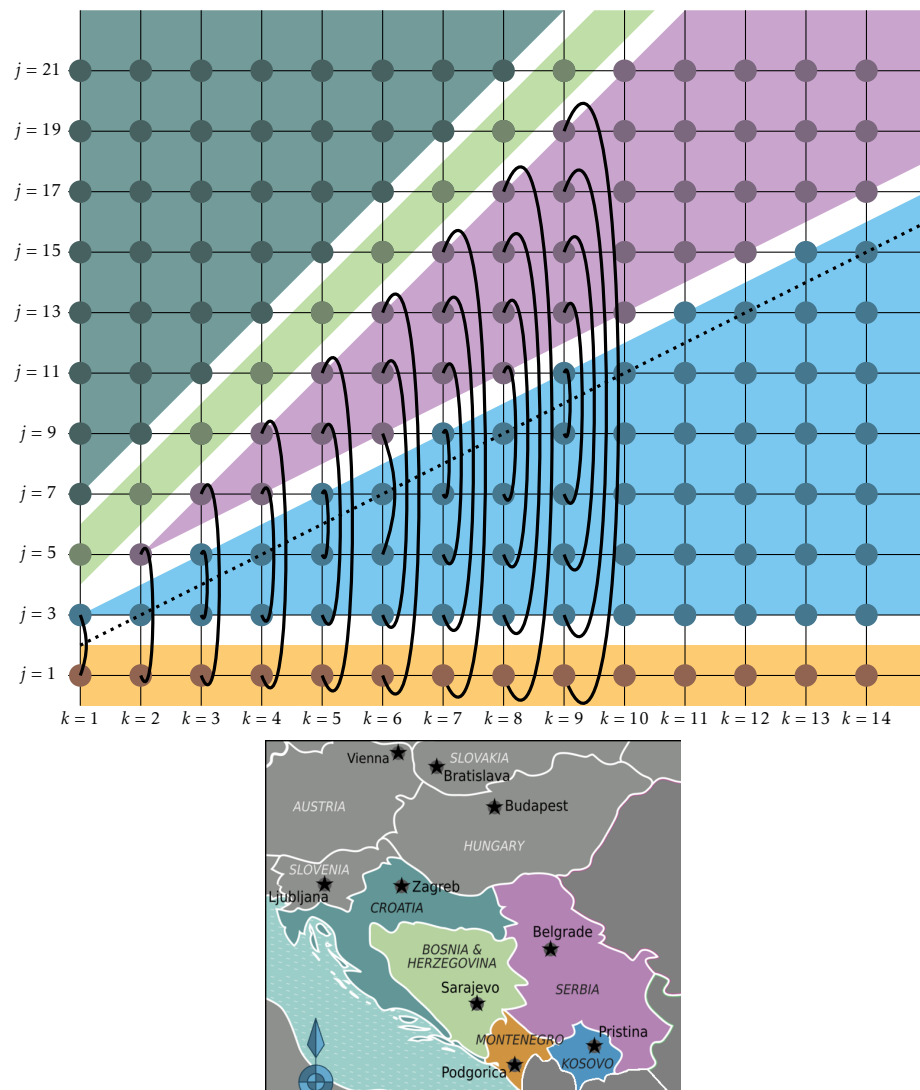 j = 21
j = 19
j = 17
j = 15
j = 13
j = 11
j = 9
j = 7
j = 5
j = 3
j = 1
k = 1 k = 2 k = 3 k = 4 k = 5 k = 6 k = 7 k = 8 k = 9 k = 10 k = 11 k = 12 k = 13 k = 14
Vienna
SLOVAKIA
Bratislava
AUSTRIA
Budapest
HUNGARY
SLOVENIA
Ljubljana
Zagreb
CROATIA
Belgrade
BOSNIA &
HERZEGOVINA
Sarajevo
SERBIA
MONTENEGRO
Pristina
KOSOVO
Podgorica